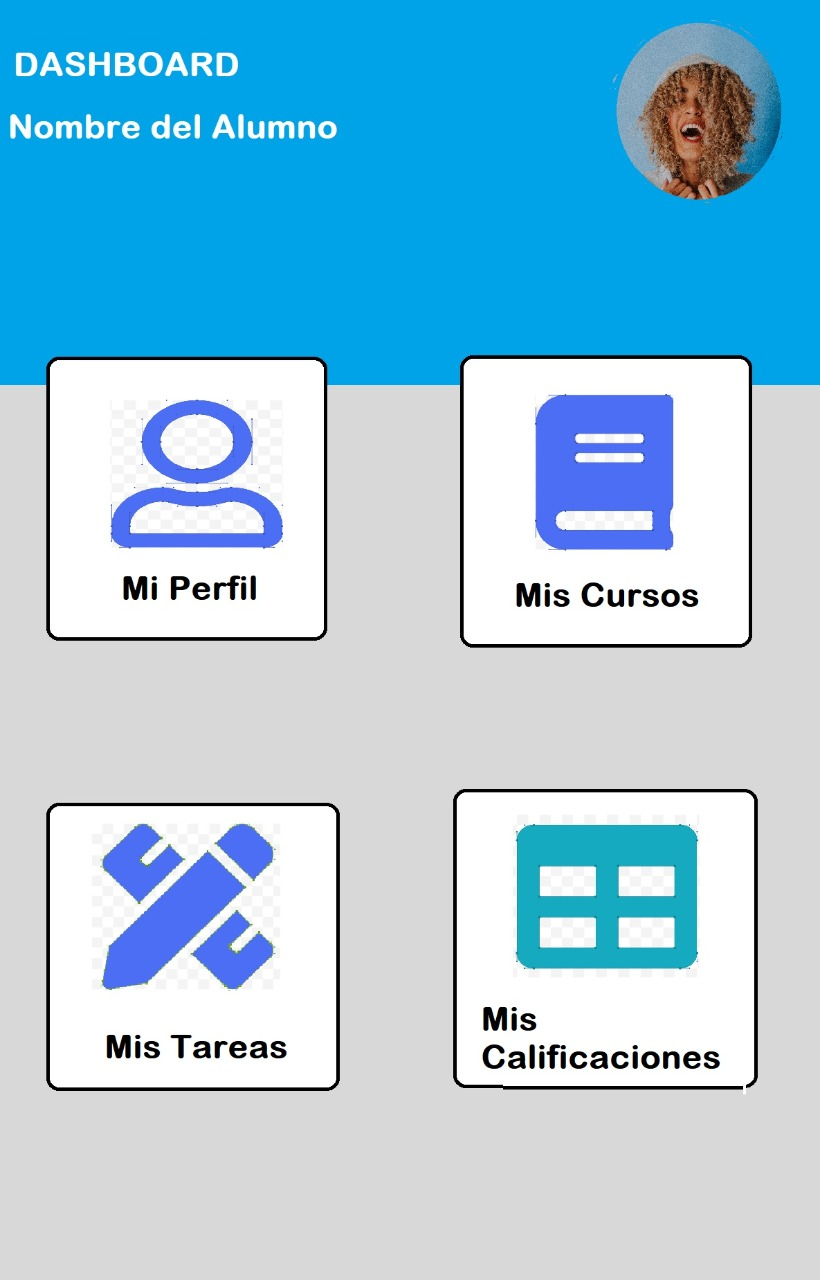 DASHBOARD
Nombre del Alumno
Mi Perfil
Mis Cursos
Mis Tareas
Mis
Calificaciones